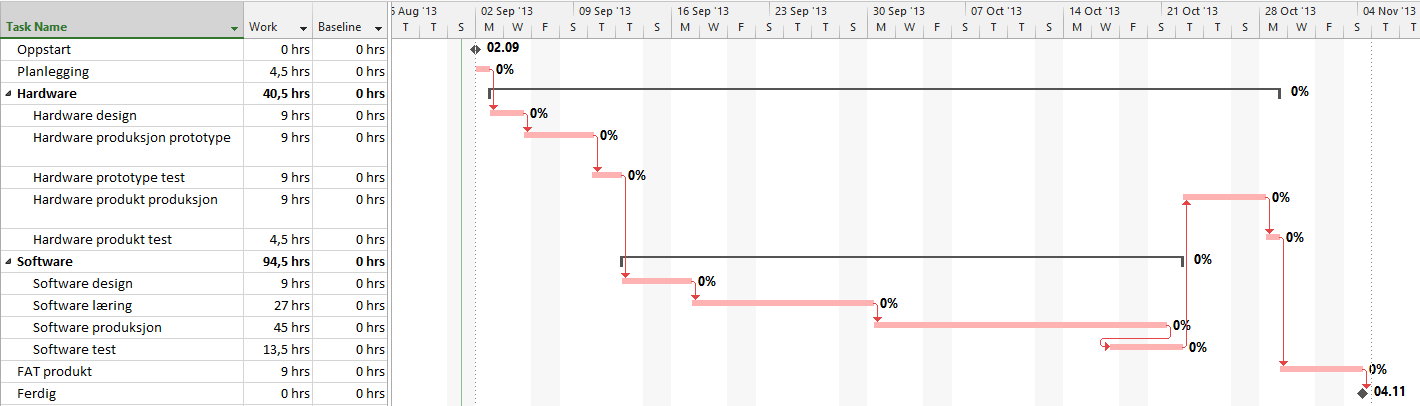 5 Aug '13 02 Sep '13 09 Sep '13 16 Sep '13 23 Sep '13 30 Sep '13 07 Oct '13 14 Oct '13 21 Oct '13 28 Oct '13 04 Nov '13
Task Name Work Baseline T T S M W F S T T S M W F S T T S M W F S T T S M W F S T T S M W F S T T
Oppstart 0 hrs 0 hrs 02.09
Planlegging 4,5 hrs 0 hrs 0%
Hardware 40,5 hrs 0 hrs 0%
Hardware design 9 hrs 0 hrs 0%
Hardware produksjon prototype 9 hrs 0 hrs 0%
Hardware prototype test 9 hrs 0 hrs 0%
Hardware produkt produksjon 9 hrs 0 hrs 0%
Hardware produkt test 4,5 hrs 0 hrs 0%
Software 94,5 hrs 0 hrs 0%
Software design 9 hrs 0 hrs 0%
Software læring 27 hrs 0 hrs 0%
Software produksjon 45 hrs 0 hrs 0%
Software test 13,5 hrs 0 hrs 0%
FAT produkt 9 hrs 0 hrs 0%
Ferdig 0 hrs 0 hrs 04.11